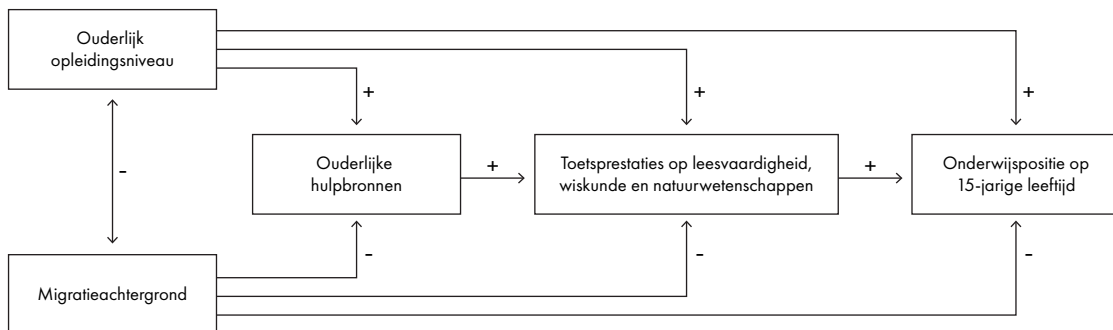 Ouderlijk
opleidingsniveau
+
+
+
-
Ouderlijke
hulpbronnen
+
Toetsprestaties op leesvaardigheid,
wiskunde en natuurwetenschappen
+
Onderwijspositie op
15-jarige leeftijd
-
-
-
Migratieachtergrond